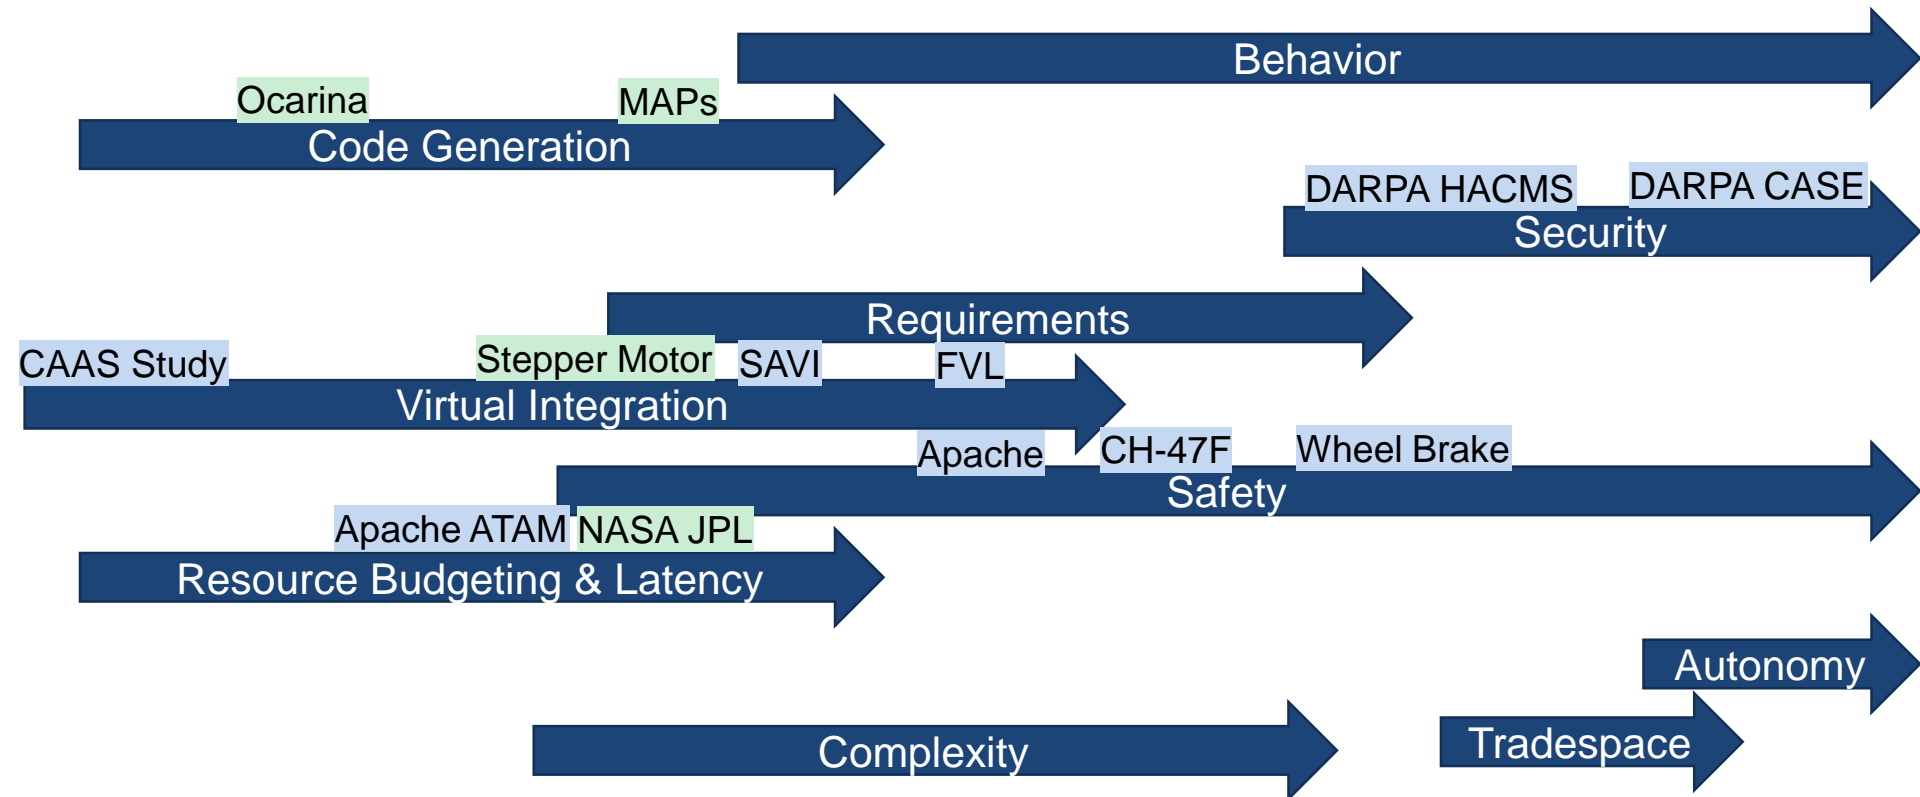 Behavior
Ocarina
MAPs
Code Generation
DARPA HACMS
DARPA CASE
Security
Requirements
CAAS Study
Stepper Motor
SAVI
FVL
Virtual Integration
Apache
CH-47F
Wheel Brake
Safety
Apache ATAM
NASA JPL
Resource Budgeting & Latency
Autonomy
Tradespace
Complexity